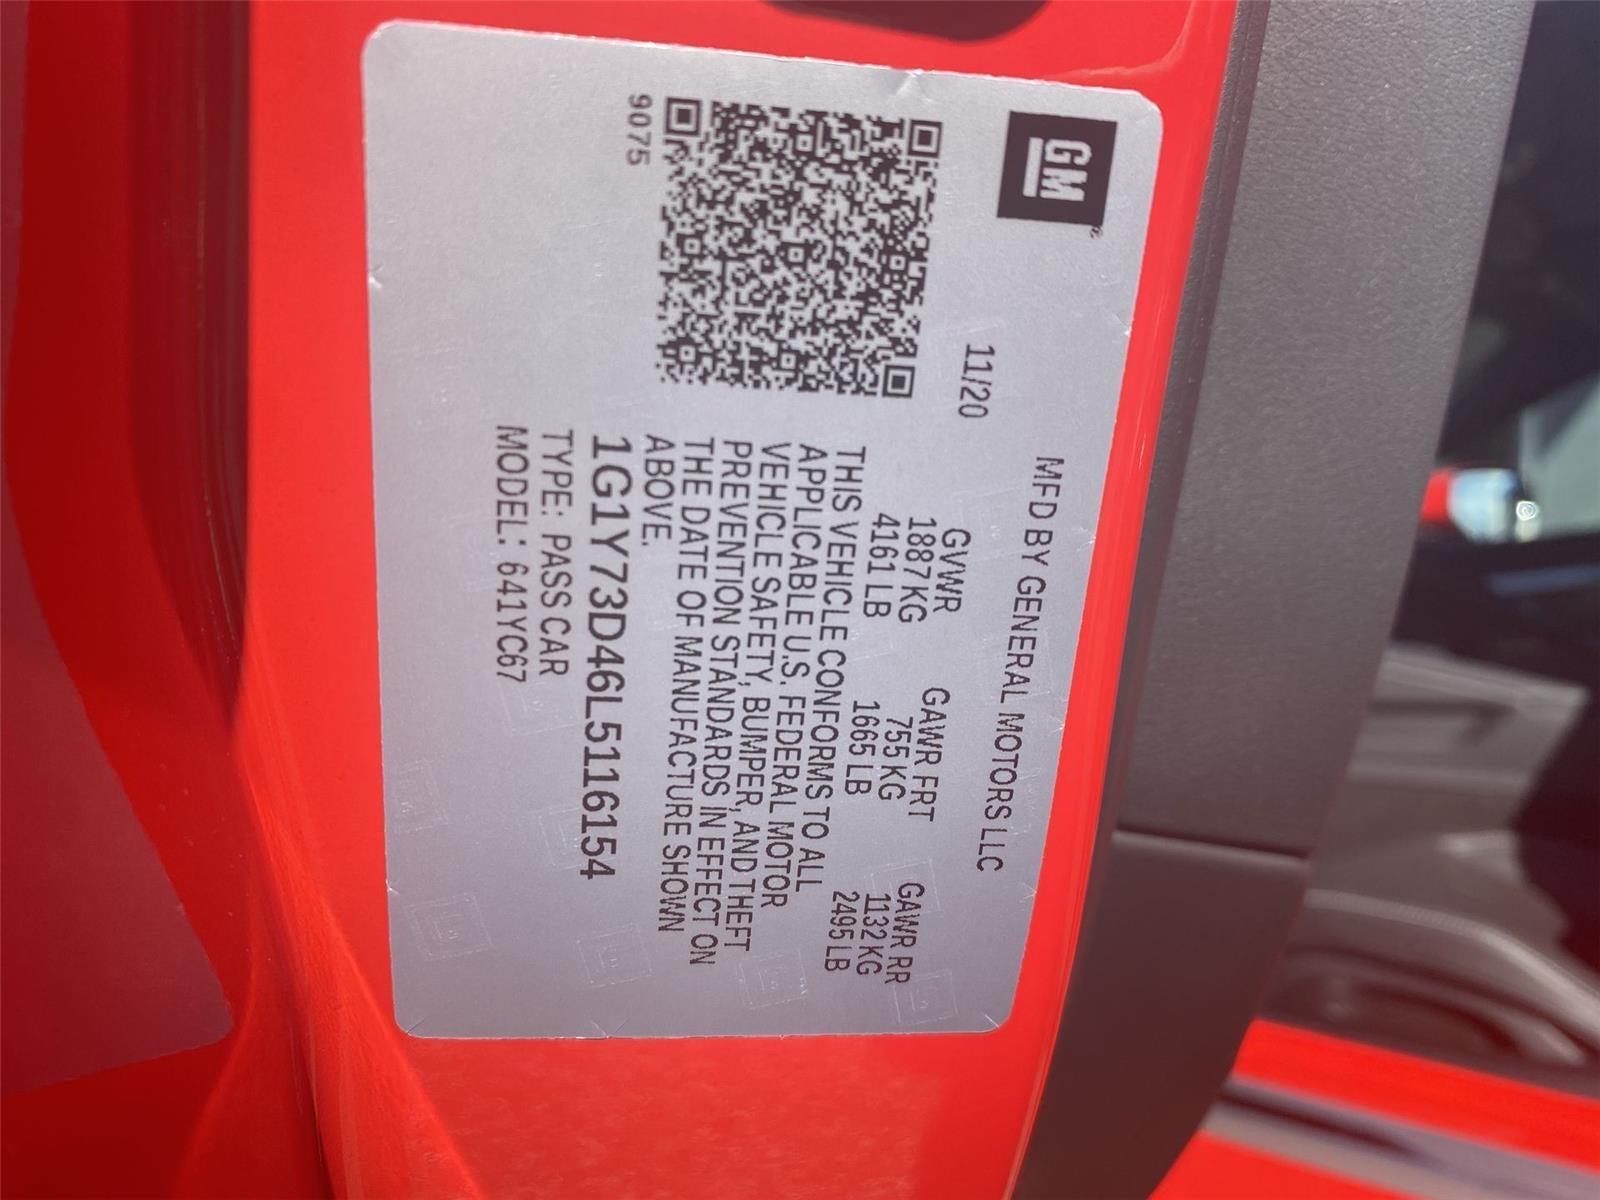 GM
MFD BY GENERAL MOTORS LLC
11/20
GVWR GAWR FRT GAWR RR
1887 KG 755 KG 1132 KG
4161 LB 1665 LB 2495 LB
THIS VEHICLE CONFORMS TO ALL
APPLICABLE U.S. FEDERAL MOTOR
VEHICLE SAFETY, BUMPER, AND THEFT
PREVENTION STANDARDS IN EFFECT ON
THE DATE OF MANUFACTURE SHOWN
ABOVE.
1G1Y73D46L5116154
TYPE: PASS CAR
MODEL: 641YC67
9075